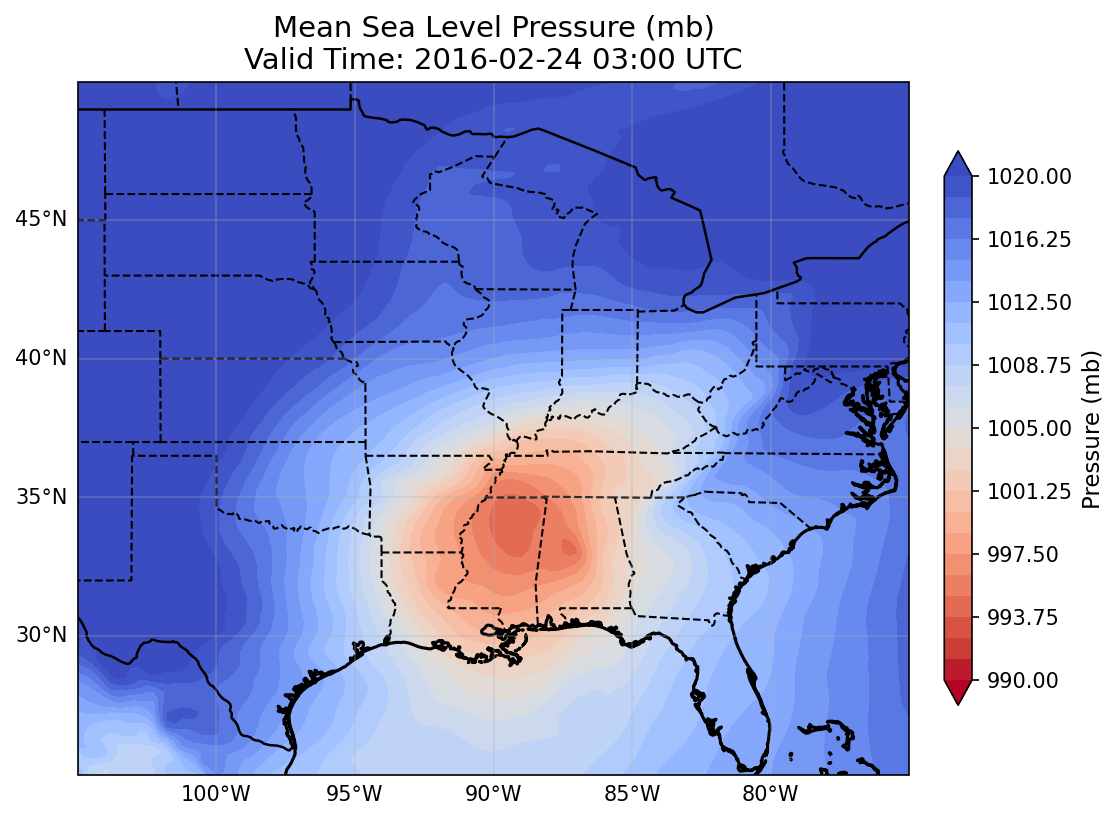 Mean Sea Level Pressure (mb)
Valid Time: 2016-02-24 03:00 UTC
45°N
40°N
35°N
30°N
100°W
95°W
90°W
85°W
80°W
1020.00
1016.25
1012.50
1008.75
1005.00
1001.25
997.50
993.75
990.00
Pressure (mb)